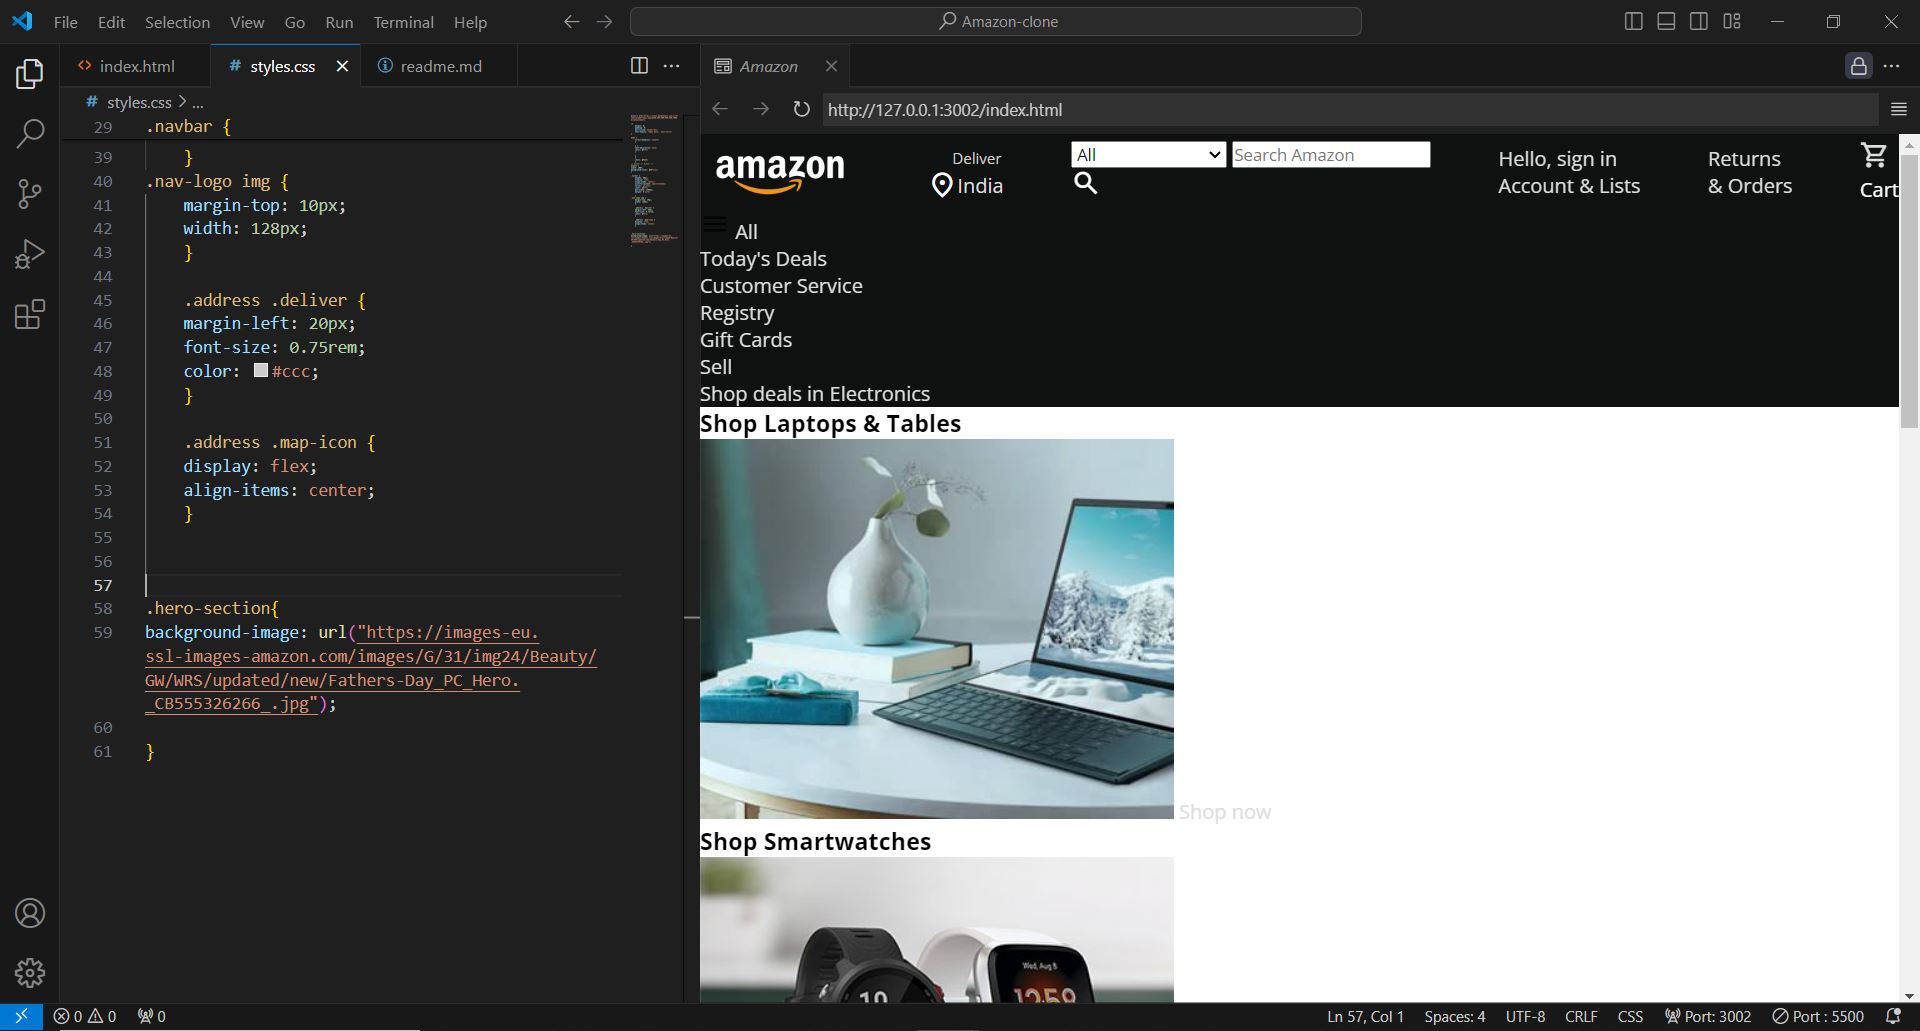 File Edit Selection View Go Run Terminal Help
Amazon-clone
index.html
styles.css
readme.md
Amazon
styles.css > ...
http://127.0.0.1:3002/index.html
29 .navbar {
39 }
40 .nav-logo img {
41 margin-top: 10px;
42 width: 128px;
43 }
44
45 .address .deliver {
46 margin-left: 20px;
47 font-size: 0.75rem;
48 color: #ccc;
49 }
50
51 .address .map-icon {
52 display: flex;
53 align-items: center;
54 }
55
56
57
58 .hero-section{
59 background-image: url("https://images-eu.
ssl-images-amazon.com/images/G/31/img24/Beauty/
GW/WRS/updated/new/Fathers-Day_PC_Hero.
_CB555326266_.jpg");
60
61 }
amazon
Deliver
India
All
Search Amazon
Hello, sign in
Account & Lists
Returns
& Orders
Cart
All
Today's Deals
Customer Service
Registry
Gift Cards
Sell
Shop deals in Electronics
Shop Laptops & Tables
Shop now
Shop Smartwatches
Wed, Aug 8
12:59
10
0 0 0
Ln 57, Col 1 Spaces: 4 UTF-8 CRLF CSS Port: 3002 Port : 5500